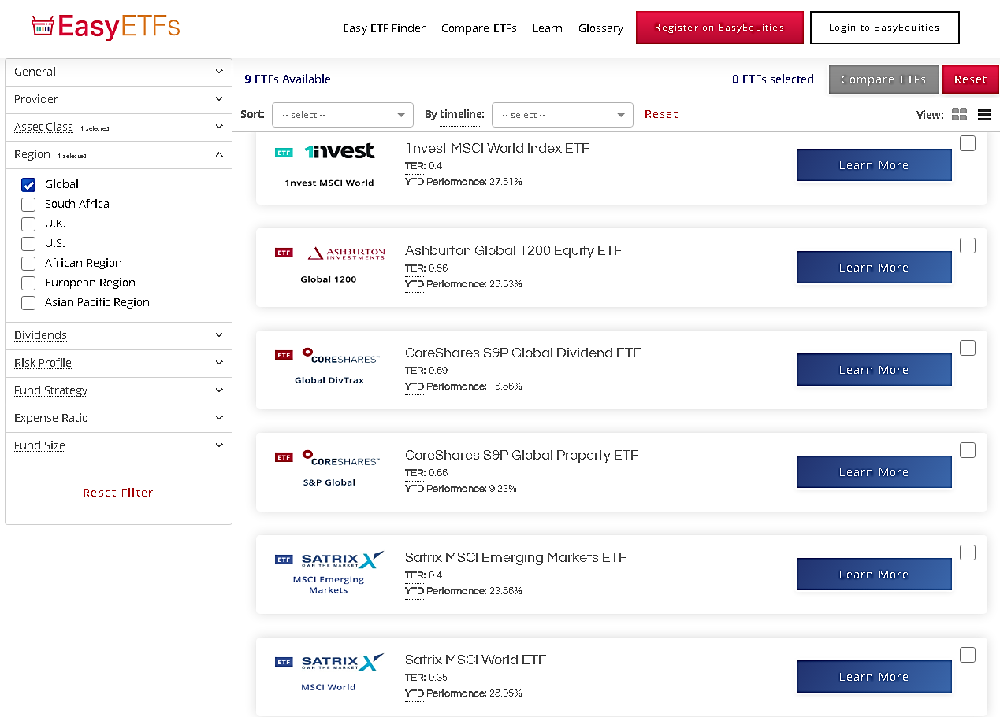 EasyETFs
Easy ETF Finder
Compare ETFs
Learn
Glossary
Register on EasyEquities
Login to EasyEquities
General
Provider
Asset Class 1 selected
Region 1 selected
Global
South Africa
U.K.
U.S.
African Region
European Region
Asian Pacific Region
Dividends
Risk Profile
Fund Strategy
Expense Ratio
Fund Size
Reset Filter
9 ETFs Available
0 ETFs selected
Compare ETFs
Reset
Sort: -- select -- By timeline: -- select -- Reset
View:
ETF 1nvest
1nvest MSCI World
1nvest MSCI World Index ETF
TER: 0.4
YTD Performance: 27.81%
Learn More
ETF ASHBURTON
INVESTMENTS
Global 1200
Ashburton Global 1200 Equity ETF
TER: 0.56
YTD Performance: 26.63%
Learn More
ETF CORESHARES™
Global DivTrax
CoreShares S&P Global Dividend ETF
TER: 0.69
YTD Performance: 16.86%
Learn More
ETF CORESHARES™
S&P Global
CoreShares S&P Global Property ETF
TER: 0.66
YTD Performance: 9.23%
Learn More
ETF SATRIX
OWN THE MARKET
MSCI Emerging
Markets
Satrix MSCI Emerging Markets ETF
TER: 0.4
YTD Performance: 23.86%
Learn More
ETF SATRIX
OWN THE MARKET
MSCI World
Satrix MSCI World ETF
TER: 0.35
YTD Performance: 28.05%
Learn More